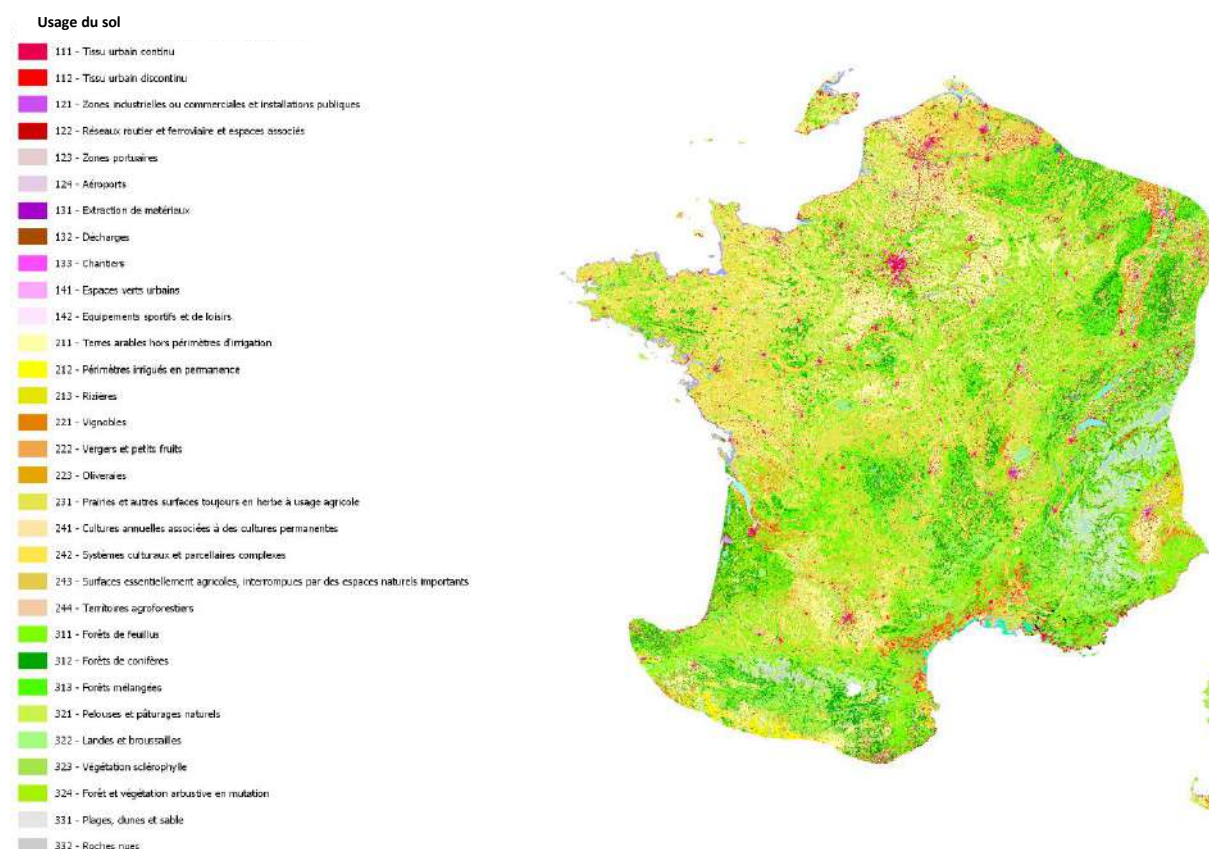 Usage du sol
111 - Tissu urbain continu
112 - Tissu urbain discontinu
121 - Zones industrielles ou commerciales et installations publiques
122 - Réseaux routier et ferroviaire et espaces associés
123 - Zones portuaires
124 - Aéroports
131 - Extraction de matériaux
132 - Décharges
133 - Chantiers
141 - Espaces verts urbains
142 - Equipements sportifs et de loisirs
211 - Terres arables hors périmètres d'irrigation
212 - Périmètres irrigués en permanence
213 - Rizières
221 - Vignobles
222 - Vergers et petits fruits
223 - Oliveraies
231 - Prairies et autres surfaces toujours en herbe à usage agricole
241 - Cultures annuelles associées à des cultures permanentes
242 - Systèmes culturaux et parcellaires complexes
243 - Surfaces essentiellement agricoles, interrompues par des espaces naturels importants
244 - Territoires agroforestiers
311 - Forêts de feuillus
312 - Forêts de conifères
313 - Forêts mélangées
321 - Pelouses et pâturages naturels
322 - Landes et broussailles
323 - Végétation sclérophylle
324 - Forêt et végétation arbustive en mutation
331 - Plages, dunes et sable
332 - Roches nues